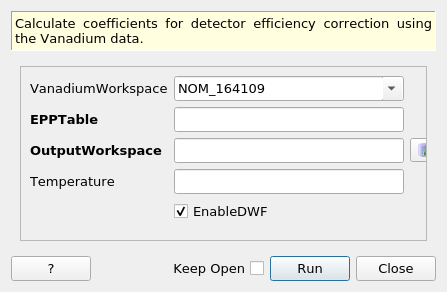 Calculate coefficients for detector efficiency correction using
the Vanadium data.
VanadiumWorkspace NOM_164109
EPPTable
OutputWorkspace
Temperature
EnableDWF
? Keep Open Run Close